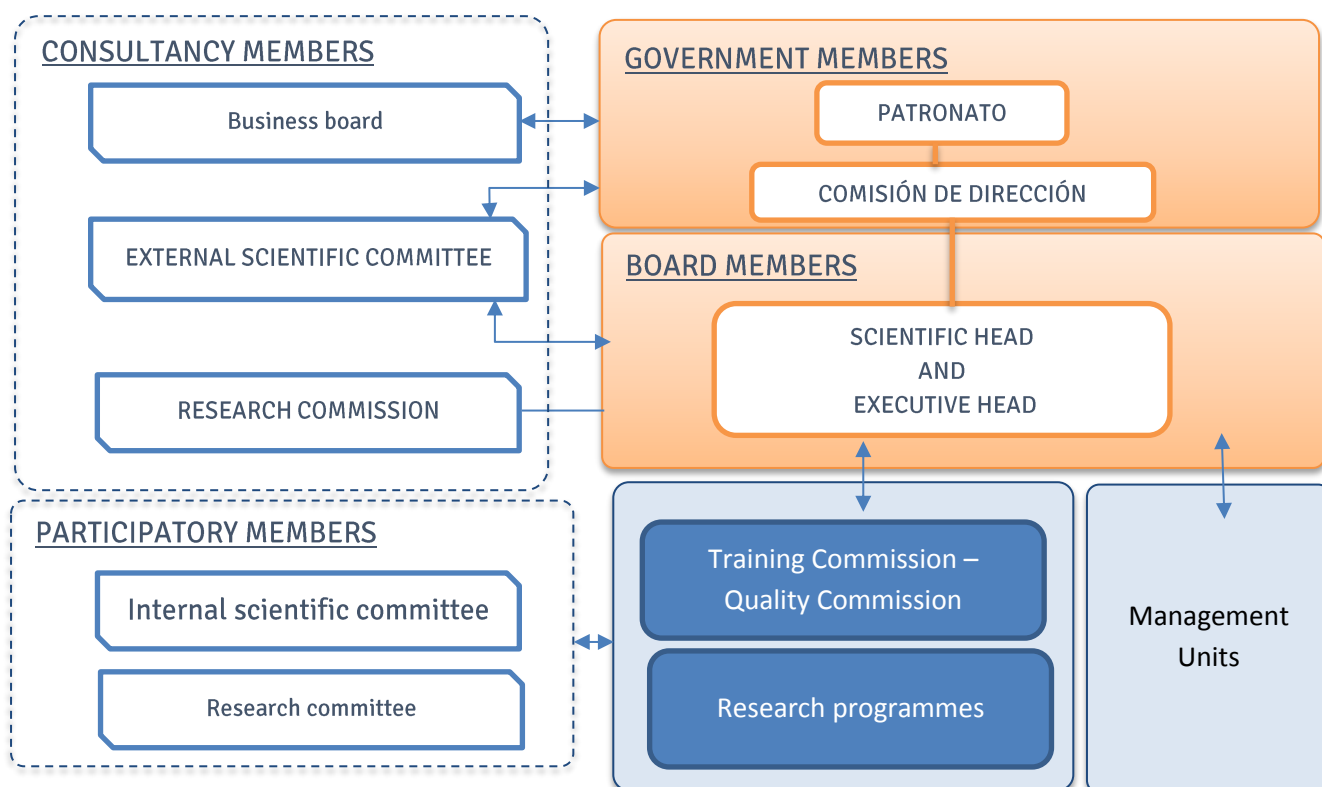 CONSULTANCY MEMBERS
Business board
EXTERNAL SCIENTIFIC COMMITTEE
RESEARCH COMMISSION
GOVERNMENT MEMBERS
PATRONATO
COMISIÓN DE DIRECCIÓN
BOARD MEMBERS
SCIENTIFIC HEAD
AND
EXECUTIVE HEAD
PARTICIPATORY MEMBERS
Internal scientific committee
Research committee
Training Commission –
Quality Commission
Research programmes
Management
Units